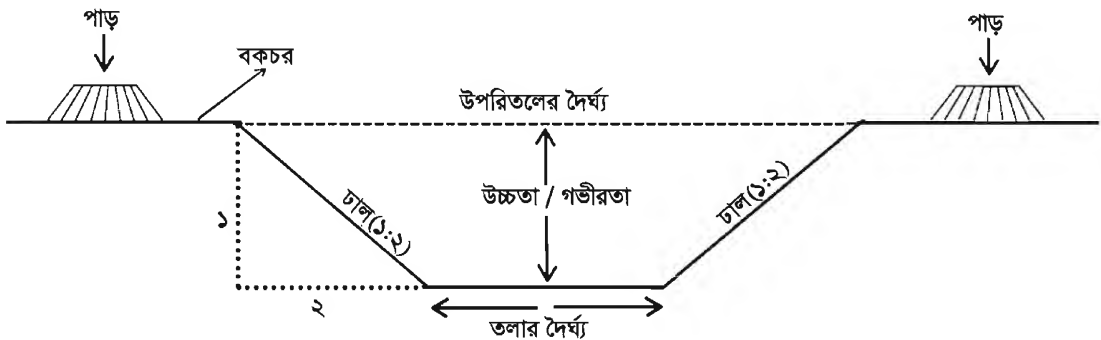 পাড়
পাড়
বকচর
উপরিতলের দৈর্ঘ্য
ঢাল(১:২)
উচ্চতা / গভীরতা
ঢাল(১:২)
১
২
তলার দৈর্ঘ্য